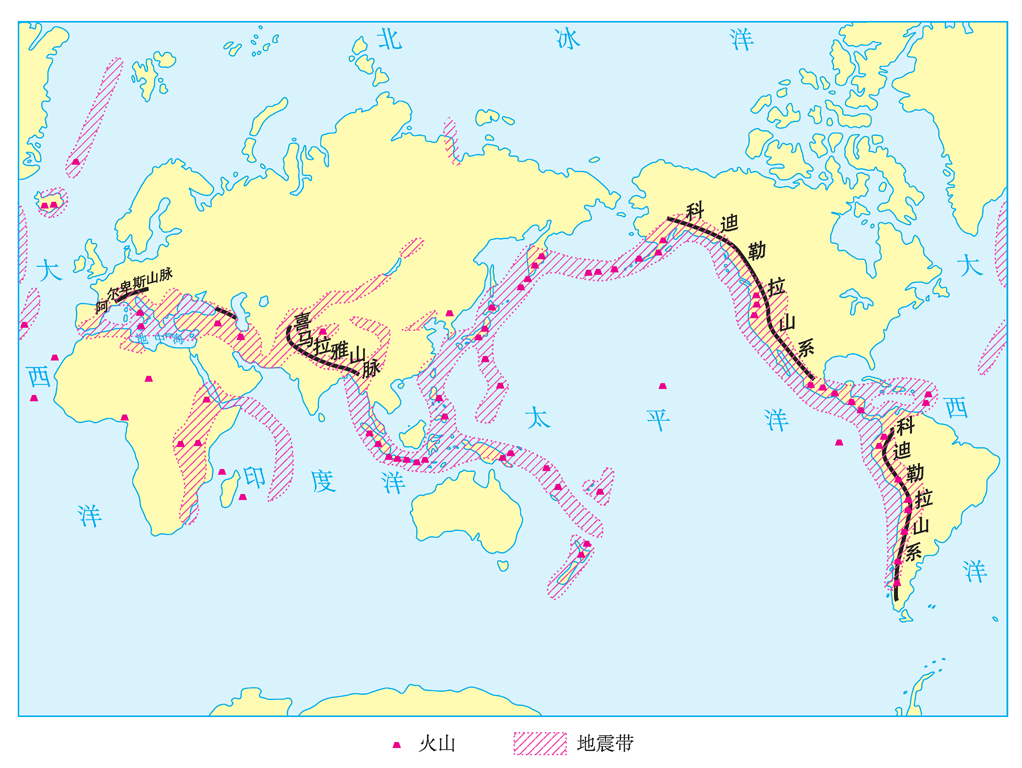 北冰洋
大西洋
阿尔卑斯山脉
地中海
喜马拉雅山脉
印度洋
太平洋
科迪勒拉山系
大西洋
科迪勒拉山系
火山
地震带